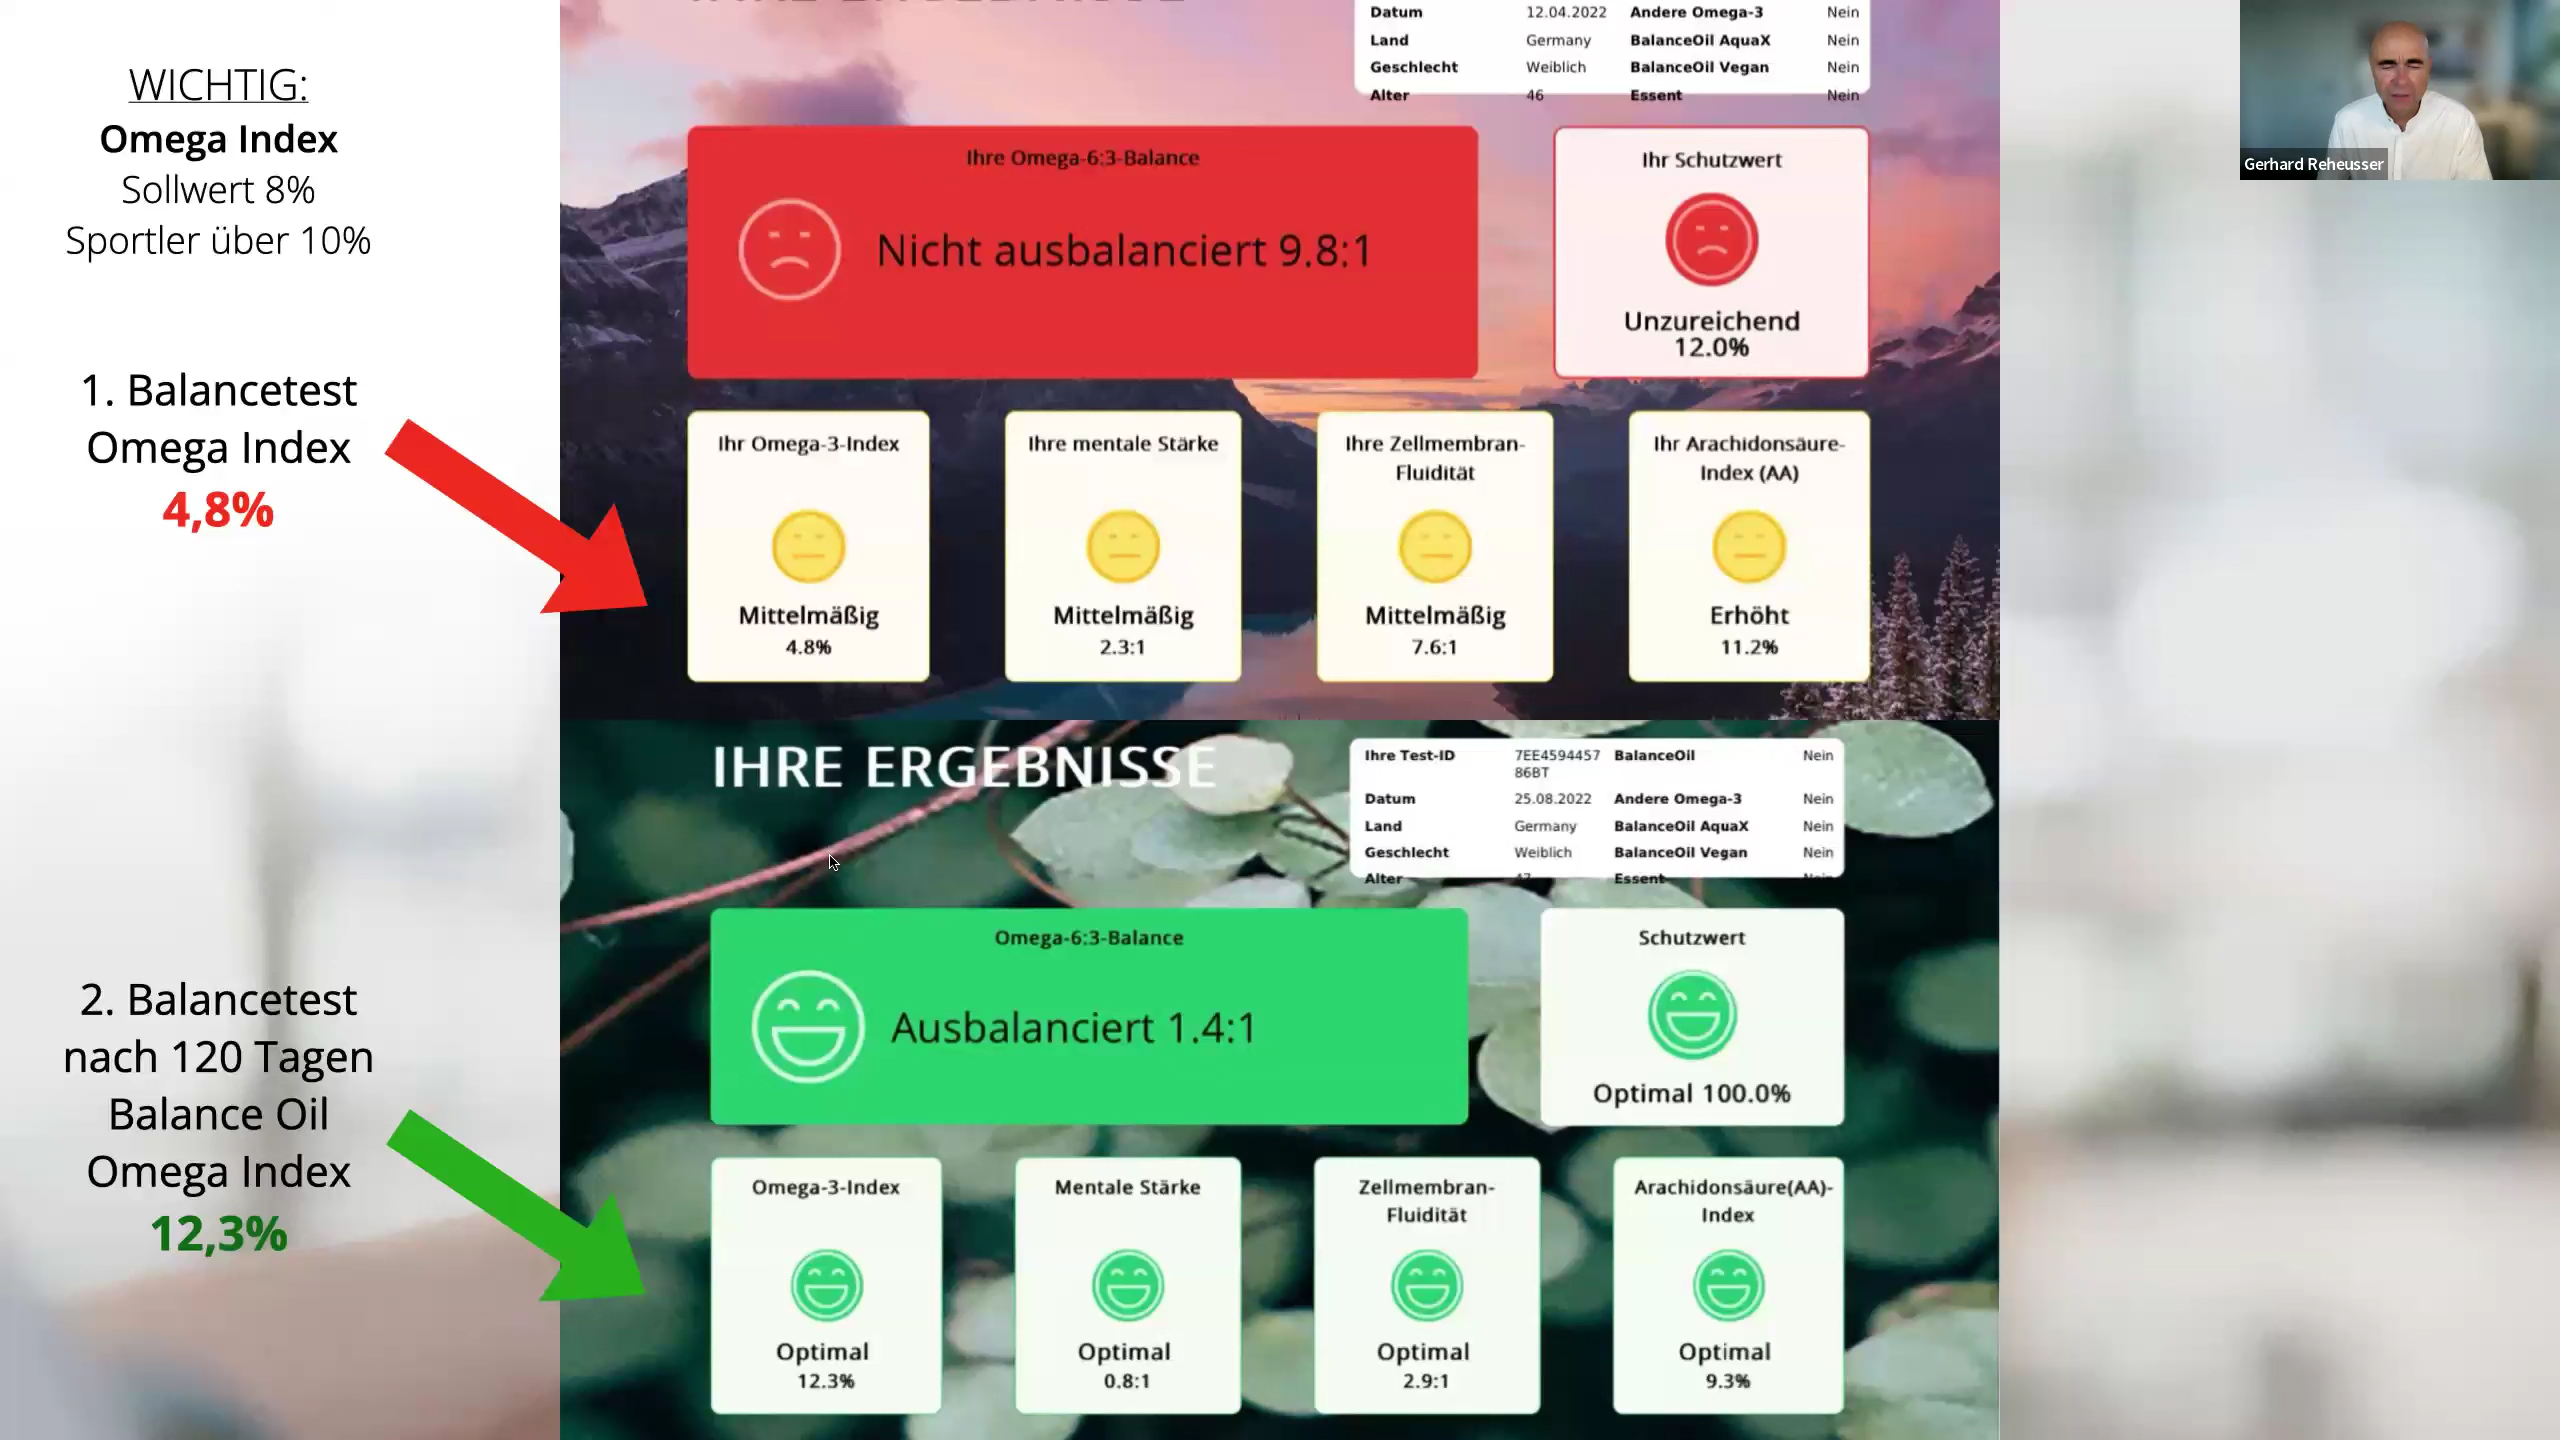 WICHTIG:
Omega Index
Sollwert 8%
Sportler über 10%
1. Balancetest
Omega Index
4,8%
2. Balancetest
nach 120 Tagen
Balance Oil
Omega Index
12,3%
Datum 12.04.2022 Andere Omega-3 Nein
Land Germany BalanceOil AquaX Nein
Geschlecht Weiblich BalanceOil Vegan Nein
Alter 46 Essent Nein
Ihre Omega-6:3-Balance
Nicht ausbalanciert 9.8:1
Ihr Schutzwert
Unzureichend
12.0%
Ihr Omega-3-Index
Mittelmäßig
4.8%
Ihre mentale Stärke
Mittelmäßig
2.3:1
Ihre Zellmembran-
Fluidität
Mittelmäßig
7.6:1
Ihr Arachidonsäure-
Index (AA)
Erhöht
11.2%
IHRE ERGEBNISSE
Ihre Test-ID 7EE4594457 BalanceOil Nein
86BT
Datum 25.08.2022 Andere Omega-3 Nein
Land Germany BalanceOil AquaX Nein
Geschlecht Weiblich BalanceOil Vegan Nein
Alter 47 Essent Nein
Omega-6:3-Balance
Ausbalanciert 1.4:1
Schutzwert
Optimal 100.0%
Omega-3-Index
Optimal
12.3%
Mentale Stärke
Optimal
0.8:1
Zellmembran-
Fluidität
Optimal
2.9:1
Arachidonsäure(AA)-
Index
Optimal
9.3%
Gerhard Reheusser